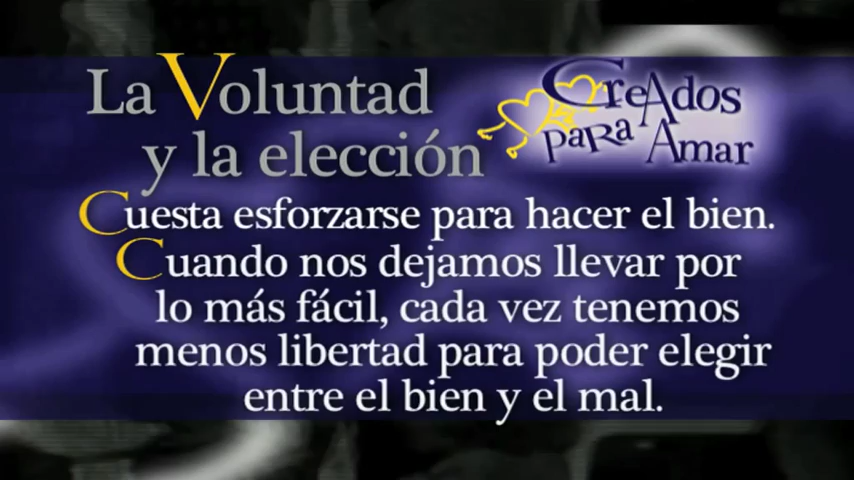 La Voluntad
y la elección
CreAdos
paRa Amar
Cuesta esforzarse para hacer el bien.
Cuando nos dejamos llevar por
lo más fácil, cada vez tenemos
menos libertad para poder elegir
entre el bien y el mal.